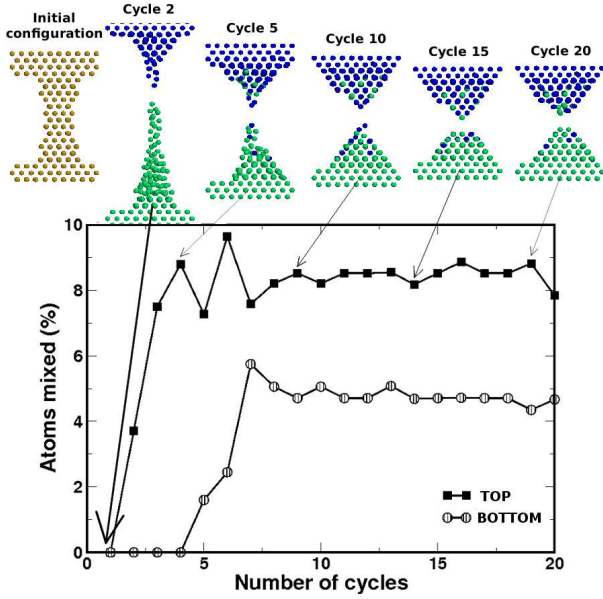 Initial
configuration
Cycle 2
Cycle 5
Cycle 10
Cycle 15
Cycle 20
10
8
6
4
2
0
Atoms mixed (%)
TOP
BOTTOM
0
5
10
15
20
Number of cycles